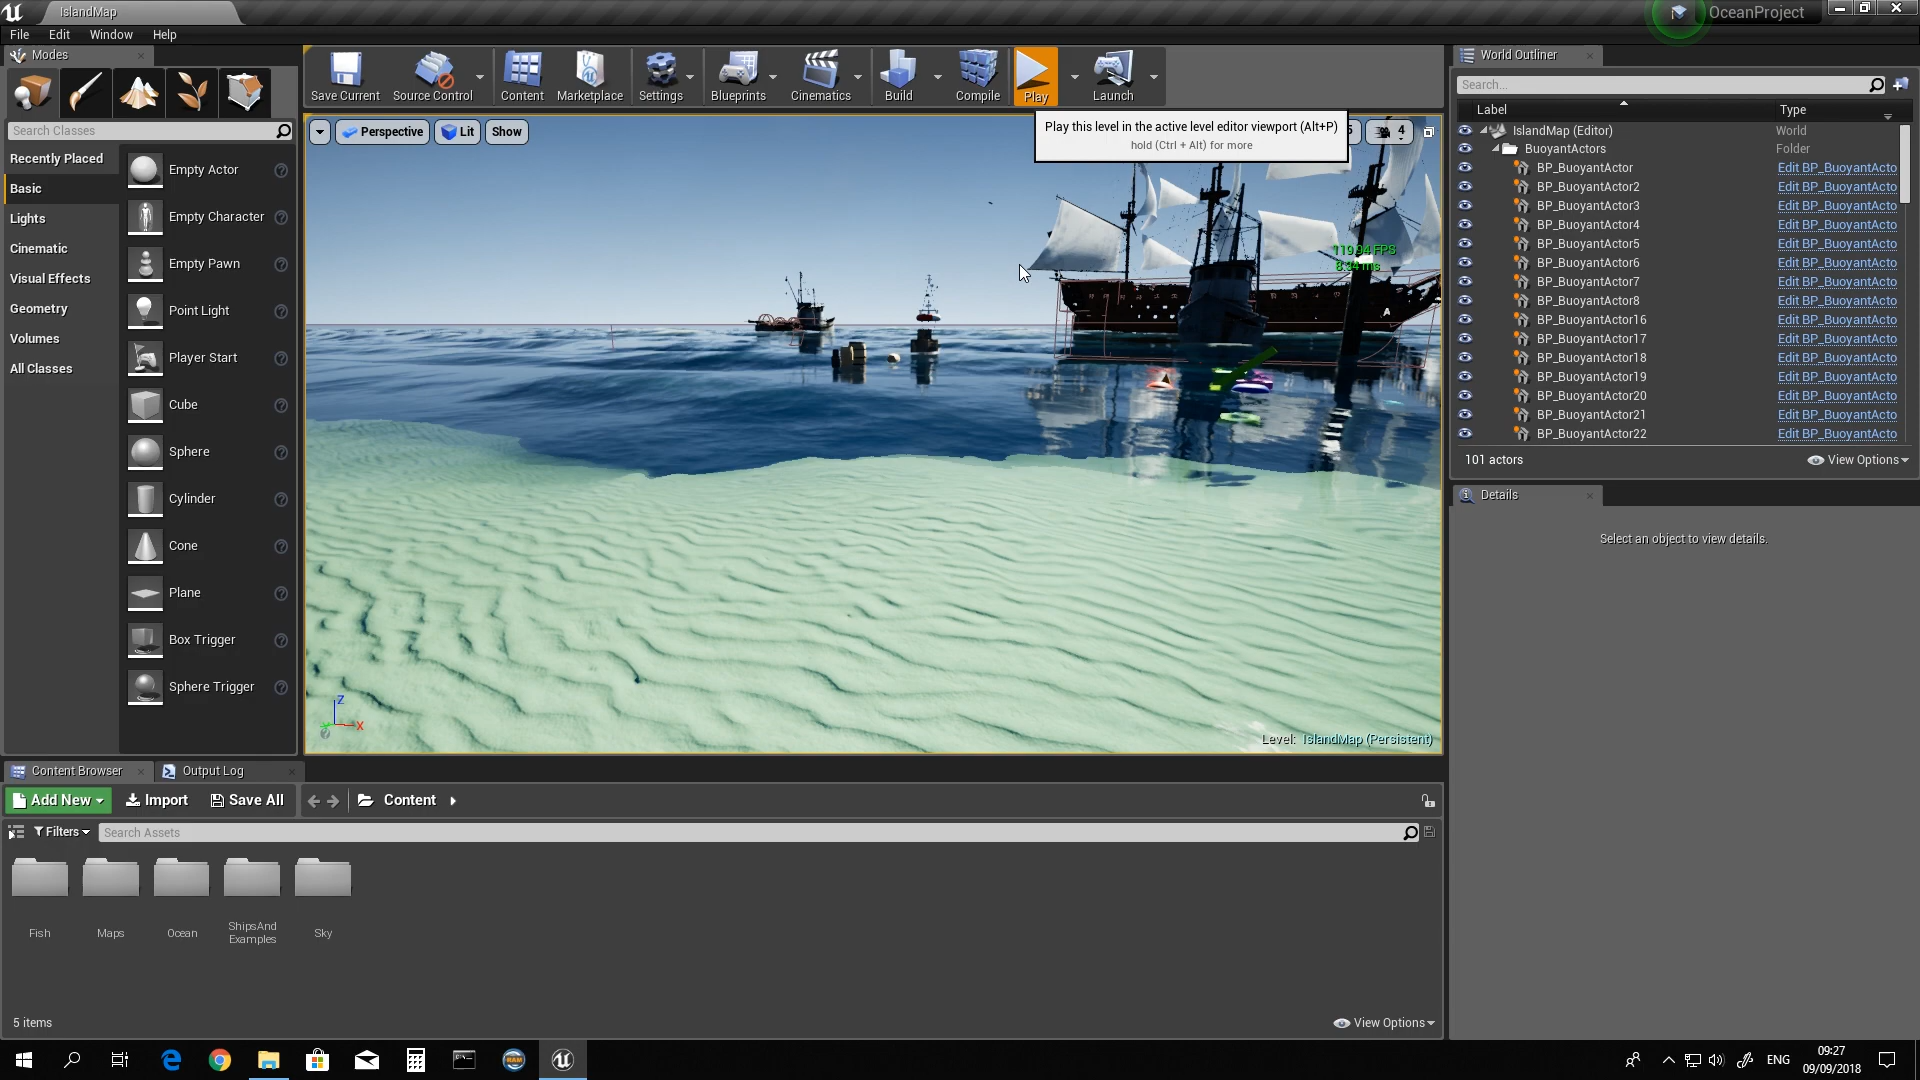 IslandMap
OceanProject
File Edit Window Help
Modes
Search Classes
Recently Placed
Basic
Lights
Cinematic
Visual Effects
Geometry
Volumes
All Classes
Empty Actor
Empty Character
Empty Pawn
Point Light
Player Start
Cube
Sphere
Cylinder
Cone
Plane
Box Trigger
Sphere Trigger
Save Current Source Control Content Marketplace Settings Blueprints Cinematics Build Compile Play Launch
Perspective Lit Show
Play this level in the active level editor viewport (Alt+P)
hold (Ctrl + Alt) for more
5 4
119.94 FPS
8.34 ms
A
Z
X
Level: IslandMap (Persistent)
World Outliner
Search...
Label Type
IslandMap (Editor) World
BuoyantActors Folder
BP_BuoyantActor Edit BP_BuoyantActo
BP_BuoyantActor2 Edit BP_BuoyantActo
BP_BuoyantActor3 Edit BP_BuoyantActo
BP_BuoyantActor4 Edit BP_BuoyantActo
BP_BuoyantActor5 Edit BP_BuoyantActo
BP_BuoyantActor6 Edit BP_BuoyantActo
BP_BuoyantActor7 Edit BP_BuoyantActo
BP_BuoyantActor8 Edit BP_BuoyantActo
BP_BuoyantActor16 Edit BP_BuoyantActo
BP_BuoyantActor17 Edit BP_BuoyantActo
BP_BuoyantActor18 Edit BP_BuoyantActo
BP_BuoyantActor19 Edit BP_BuoyantActo
BP_BuoyantActor20 Edit BP_BuoyantActo
BP_BuoyantActor21 Edit BP_BuoyantActo
BP_BuoyantActor22 Edit BP_BuoyantActo
101 actors View Options
Details
Select an object to view details.
Content Browser Output Log
Add New Import Save All Content
Filters Search Assets
Fish
Maps
Ocean
ShipsAnd
Examples
Sky
5 items View Options
ENG
09:27
09/09/2018